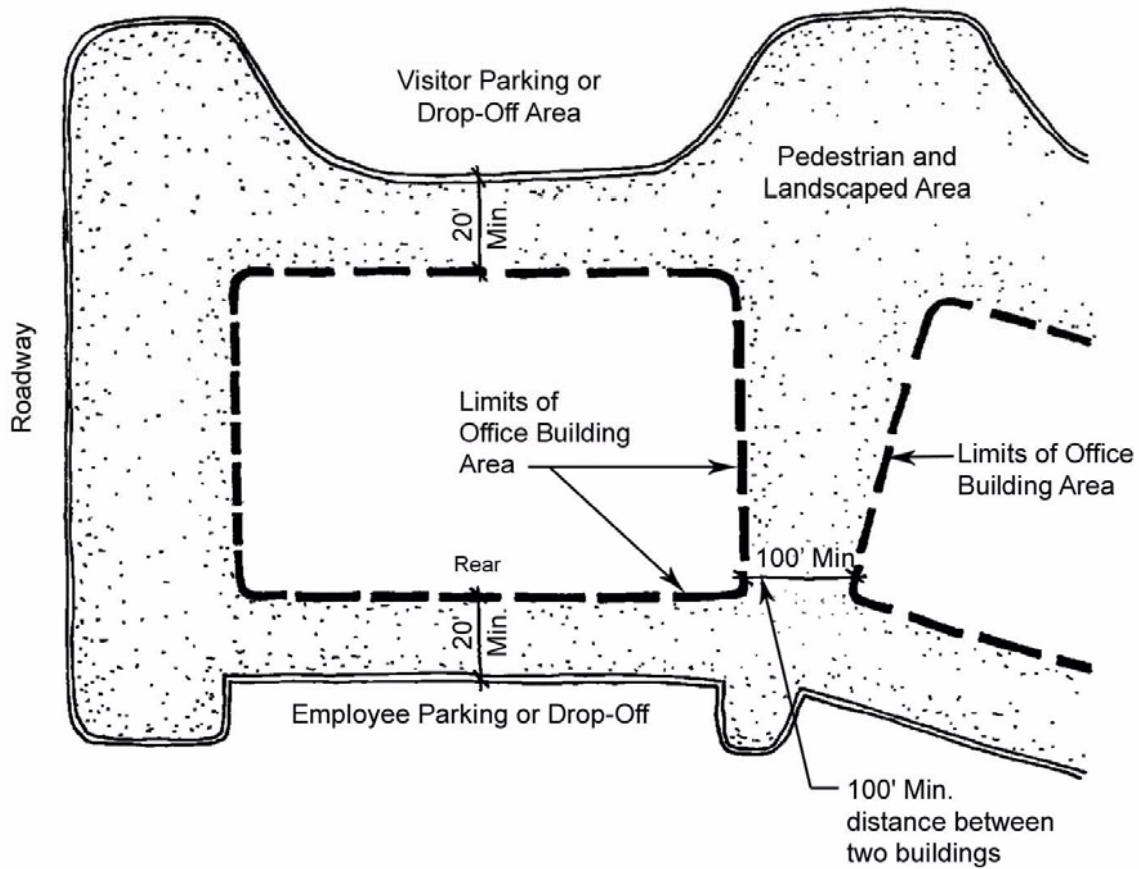 Visitor Parking or
Drop-Off Area
Pedestrian and
Landscaped Area
20'
Min.
Roadway
Limits of
Office Building
Area
Limits of Office
Building Area
100' Min
Rear
20'
Min.
Employee Parking or Drop-Off
100' Min.
distance between
two buildings